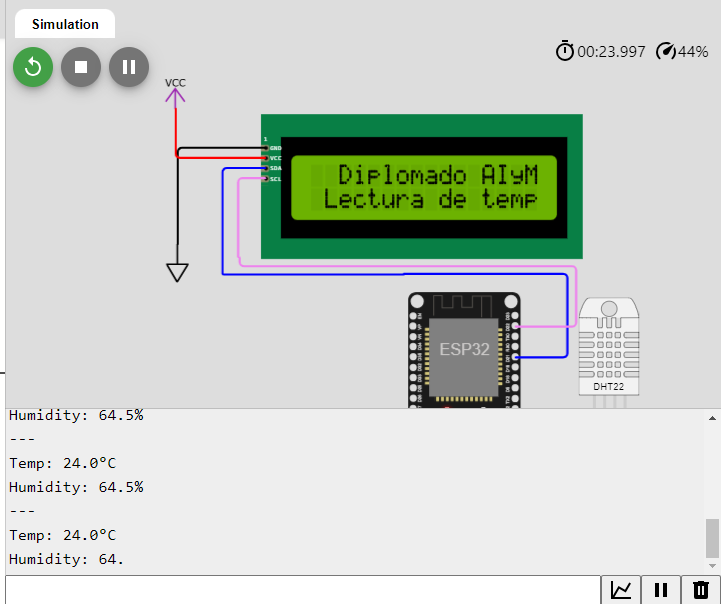 Simulation
00:23.997 44%
VCC
1
GND
VCC
SDA
SCL
Diplomado AIyM
Lectura de temp
ESP32
DHT22
Humidity: 64.5%
---
Temp: 24.0°C
Humidity: 64.5%
---
Temp: 24.0°C
Humidity: 64.